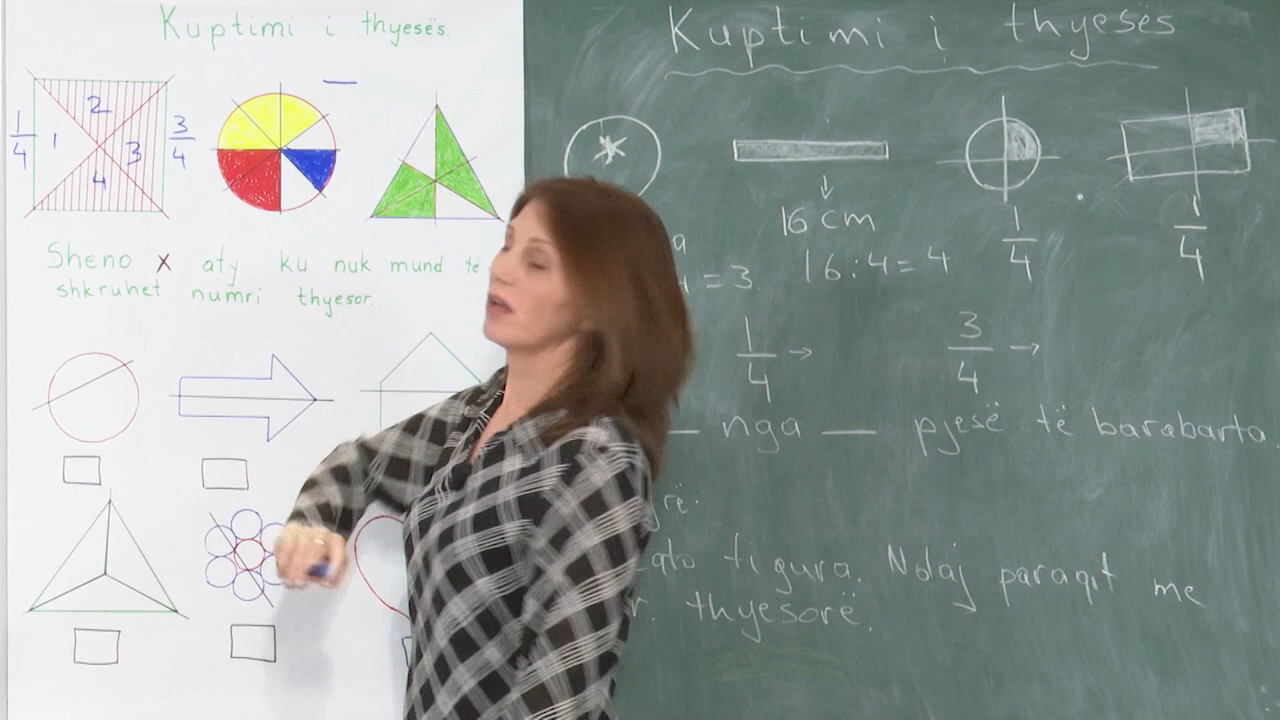 Kuptimi i thyesës.
1/4 1 2 3 4 3/4
Shëno x aty ku nuk mund të
shkruhet numri thyesor.
Kuptimi i thyesës
16 cm
= 3. 16:4=4
1/4 1/4
1/4 → 3/4 →
_ nga _ pjesë të barabarta
figura. Ndaj paraqit me
thyesorë.